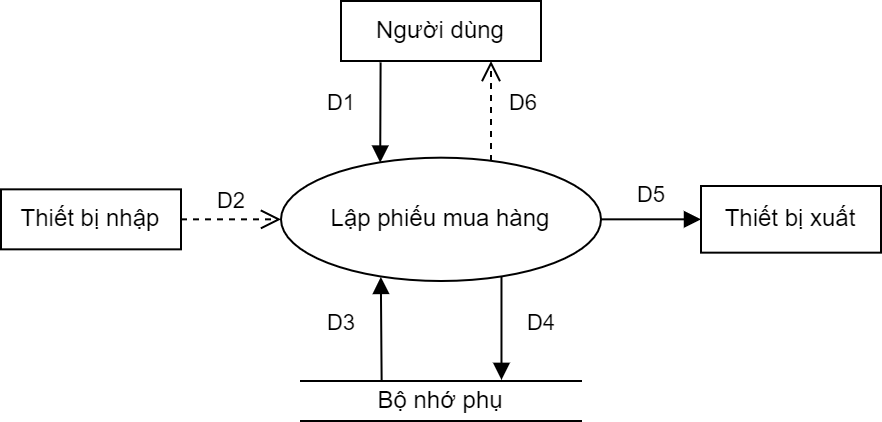 Người dùng
D1
D6
Thiết bị nhập
D2
Lập phiếu mua hàng
D5
Thiết bị xuất
D3
D4
Bộ nhớ phụ